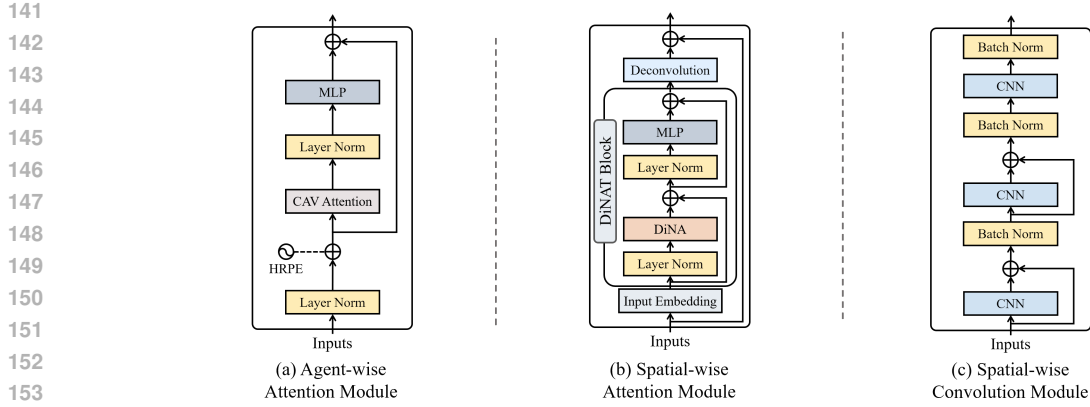 141
142
143
144
145
146
147
148
149
150
151
152
153
MLP
Layer Norm
CAV Attention
HRPE
Layer Norm
Inputs
(a) Agent-wise
Attention Module
Deconvolution
DiNAT Block
MLP
Layer Norm
DiNA
Layer Norm
Input Embedding
Inputs
(b) Spatial-wise
Attention Module
Batch Norm
CNN
Batch Norm
CNN
Batch Norm
CNN
Inputs
(c) Spatial-wise
Convolution Module